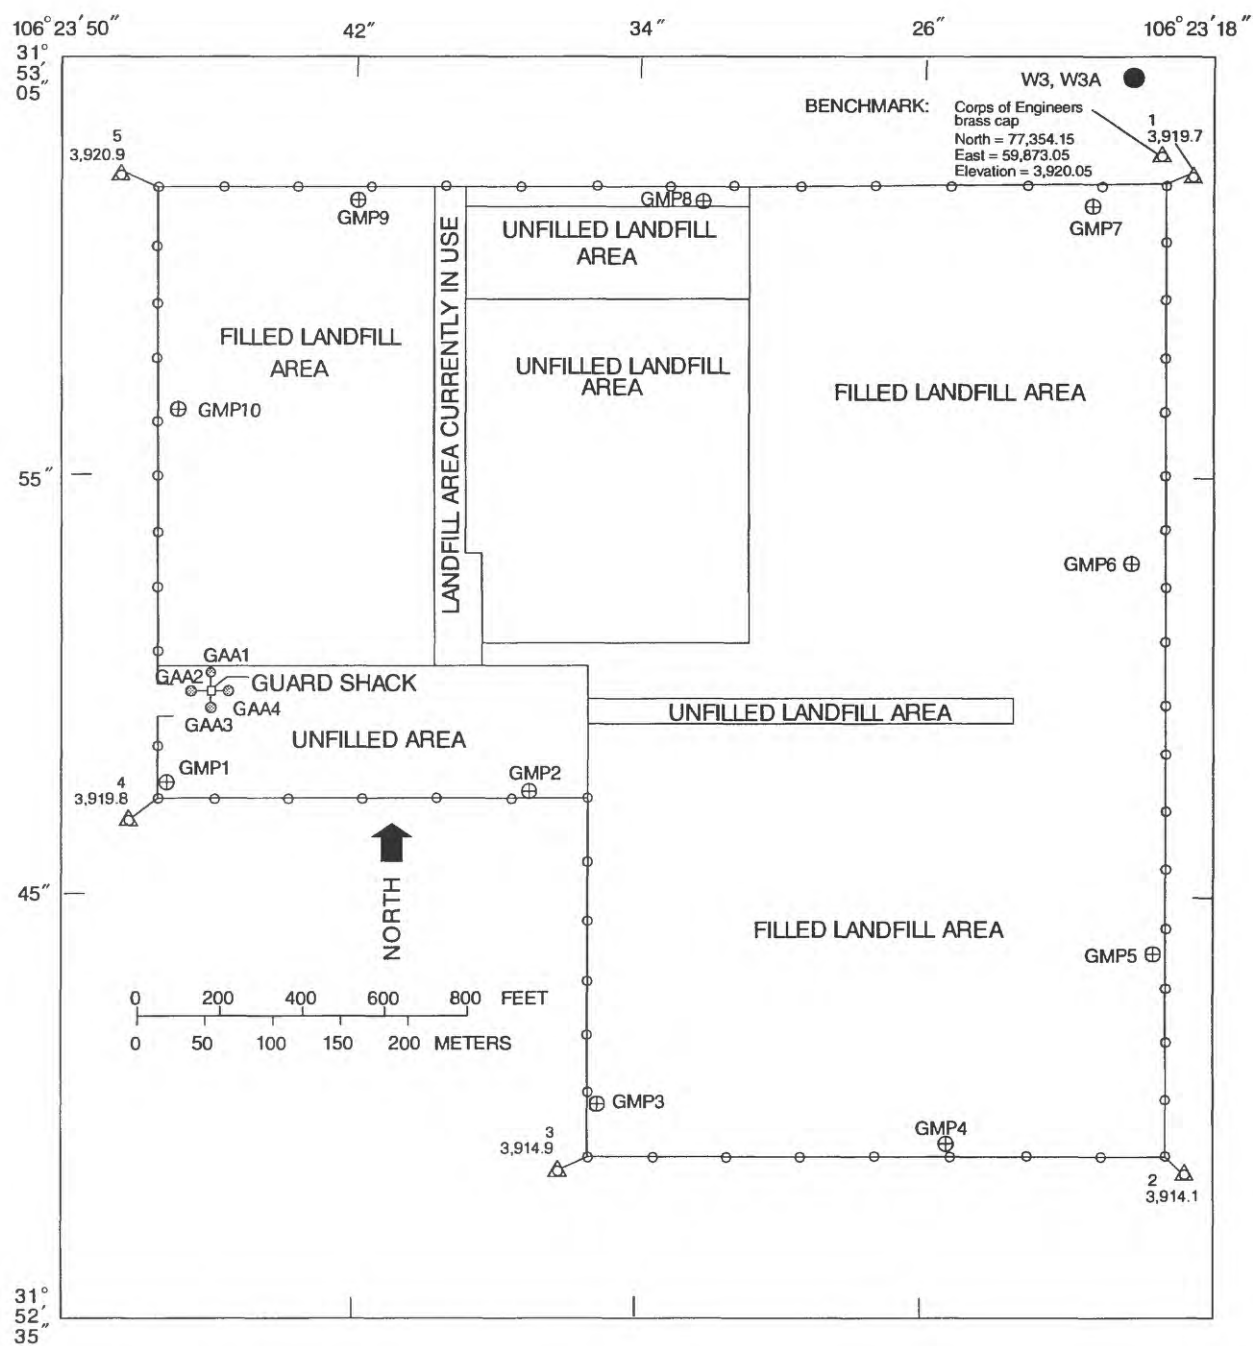 106° 23′ 50″
42″
34″
26″
106° 23′ 18″
31°
53′
05″
W3, W3A
BENCHMARK:
Corps of Engineers
brass cap
North = 77,354.15
East = 59,873.05
Elevation = 3,920.05
1
3,919.7
5
3,920.9
GMP9
GMP8
GMP7
UNFILLED LANDFILL
AREA
LANDFILL AREA CURRENTLY IN USE
FILLED LANDFILL
AREA
UNFILLED LANDFILL
AREA
FILLED LANDFILL AREA
GMP10
55″
GMP6
GAA1
GAA2
GUARD SHACK
GAA4
GAA3
UNFILLED AREA
UNFILLED LANDFILL AREA
GMP1
GMP2
4
3,919.8
45″
NORTH
FILLED LANDFILL AREA
GMP5
0 200 400 600 800 FEET
0 50 100 150 200 METERS
GMP3
GMP4
3
3,914.9
2
3,914.1
31°
52′
35″